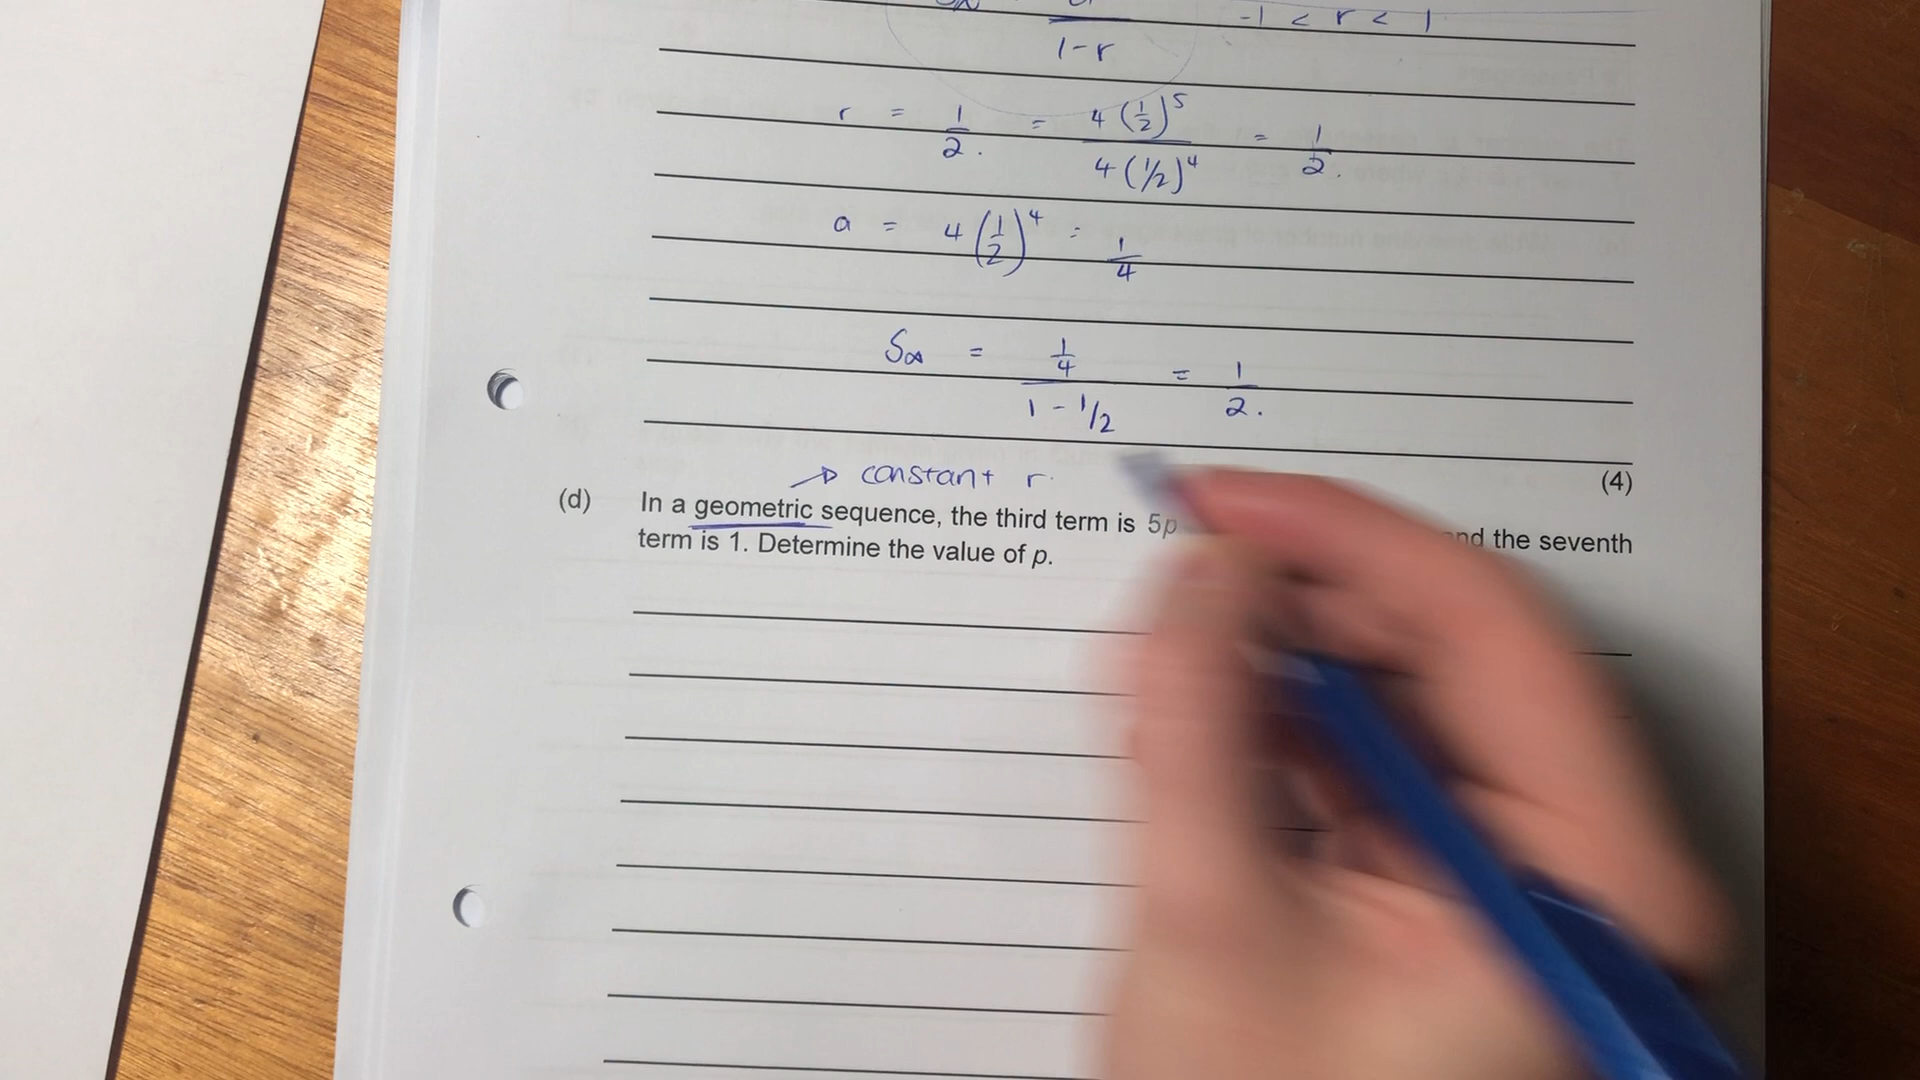 -1 < r < 1
1-r
r = 1/2. = 4(1/2)^5 / 4(1/2)^4 = 1/2.
a = 4(1/2)^4 = 1/4
S∞ = 1/4 / 1 - 1/2 = 1/2.
(4)
→ constant r.
(d) In a geometric sequence, the third term is 5p and the seventh
term is 1. Determine the value of p.